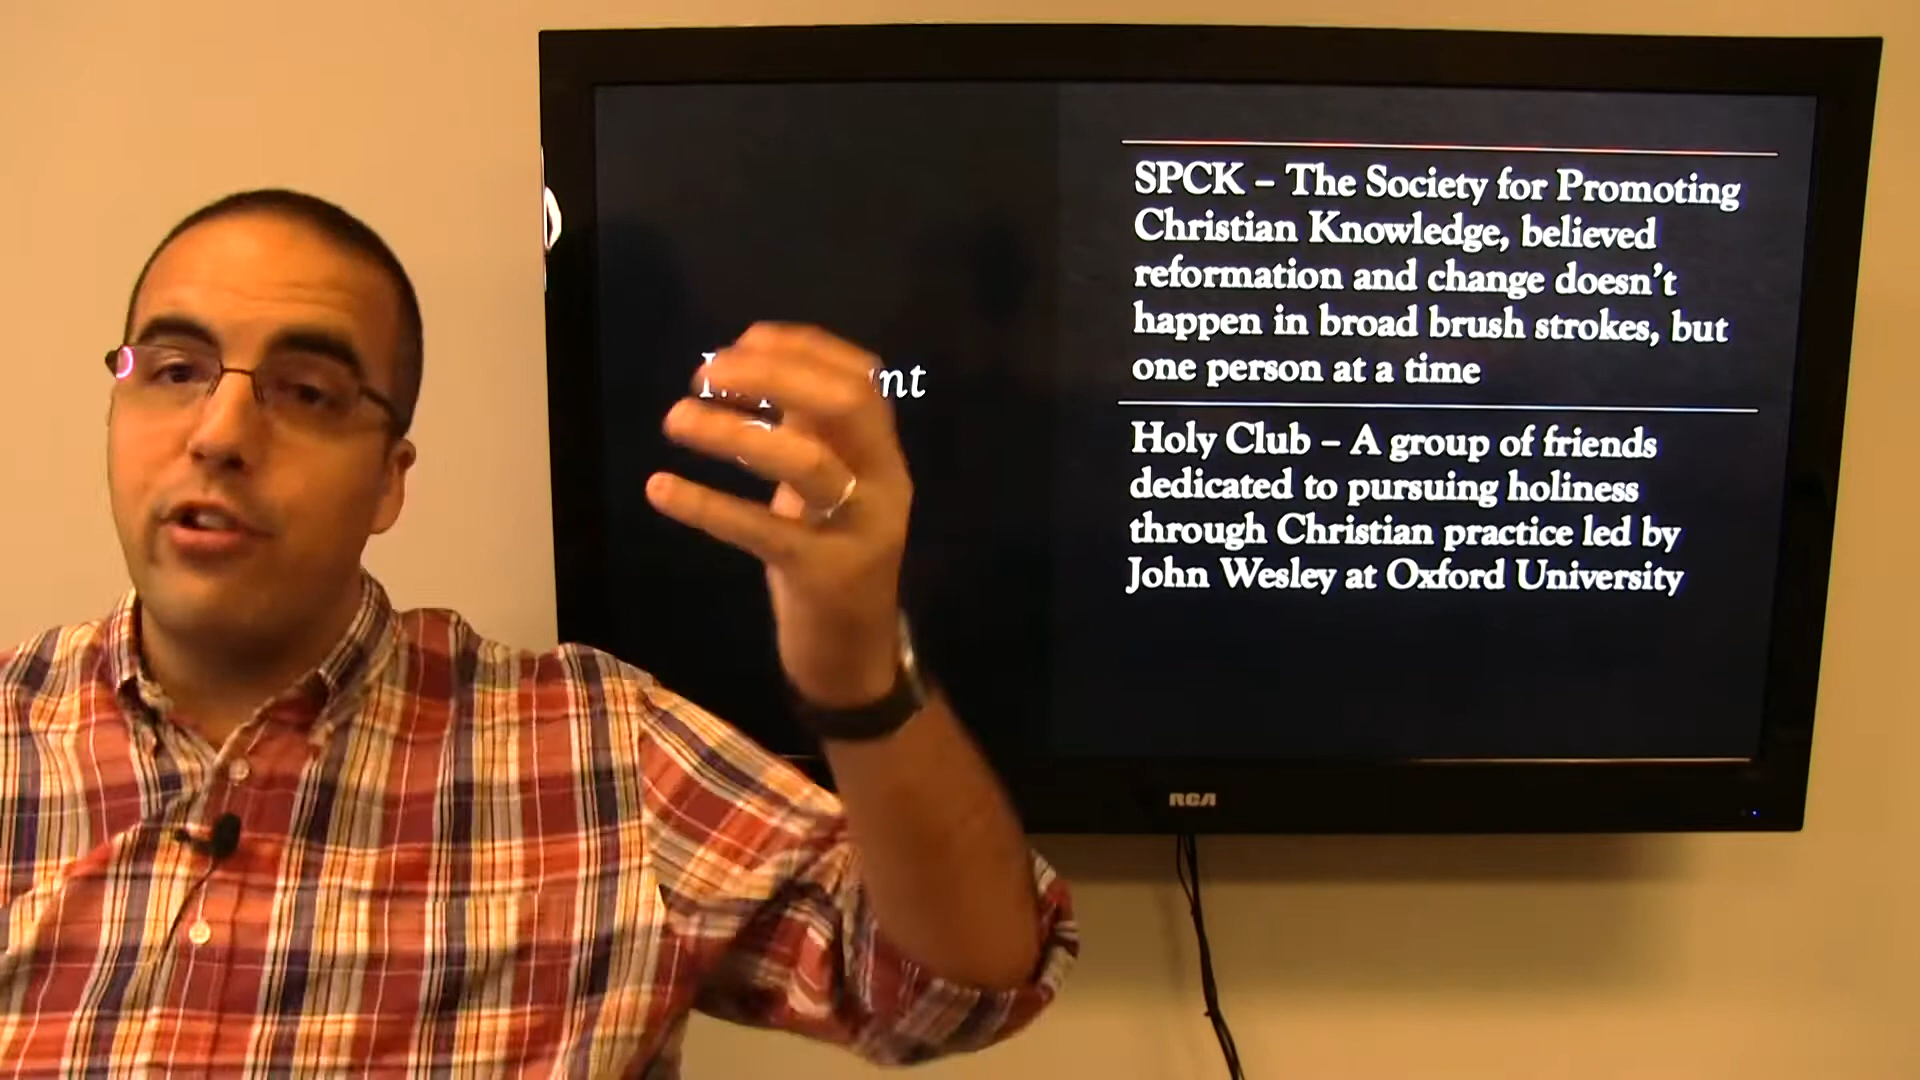 SPCK – The Society for Promoting
Christian Knowledge, believed
reformation and change doesn't
happen in broad brush strokes, but
one person at a time
Holy Club – A group of friends
dedicated to pursuing holiness
through Christian practice led by
John Wesley at Oxford University
RCA